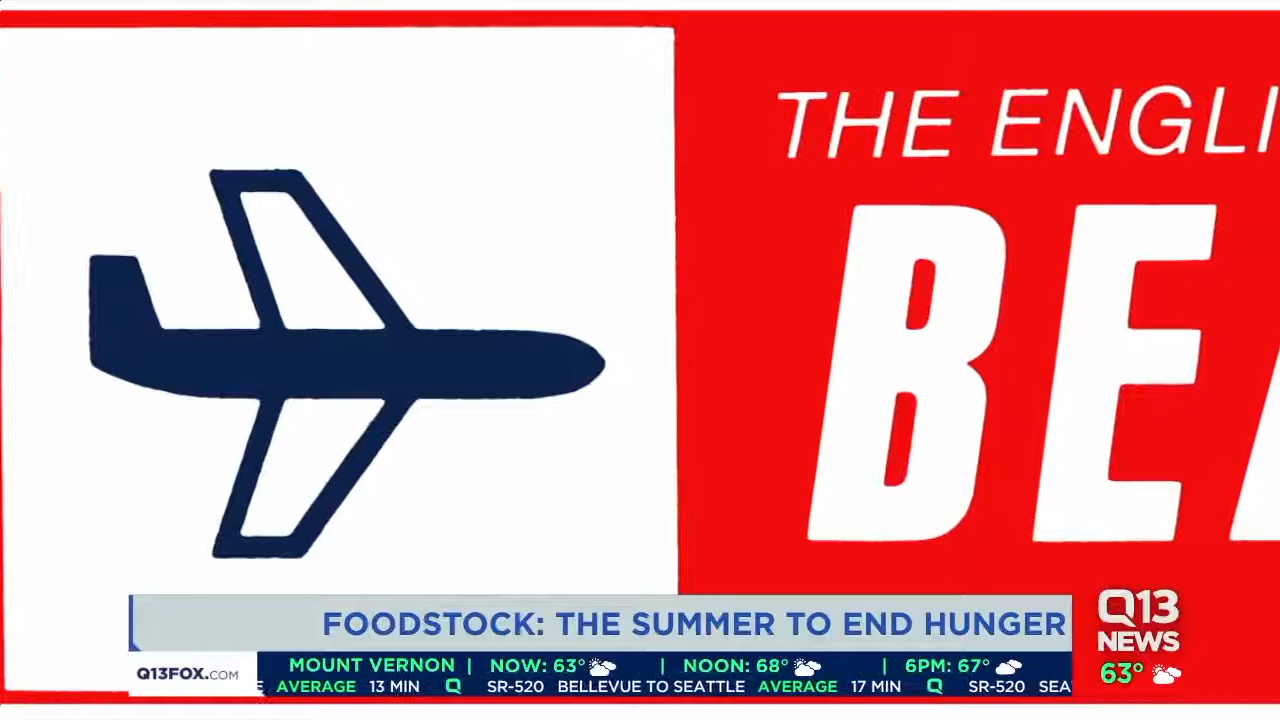 THE ENGLI
BE
FOODSTOCK: THE SUMMER TO END HUNGER
Q13
NEWS
Q13FOX.COM
MOUNT VERNON | NOW: 63° | NOON: 68° | 6PM: 67°
63°
AVERAGE 13 MIN Q SR-520 BELLEVUE TO SEATTLE AVERAGE 17 MIN Q SR-520 SEA